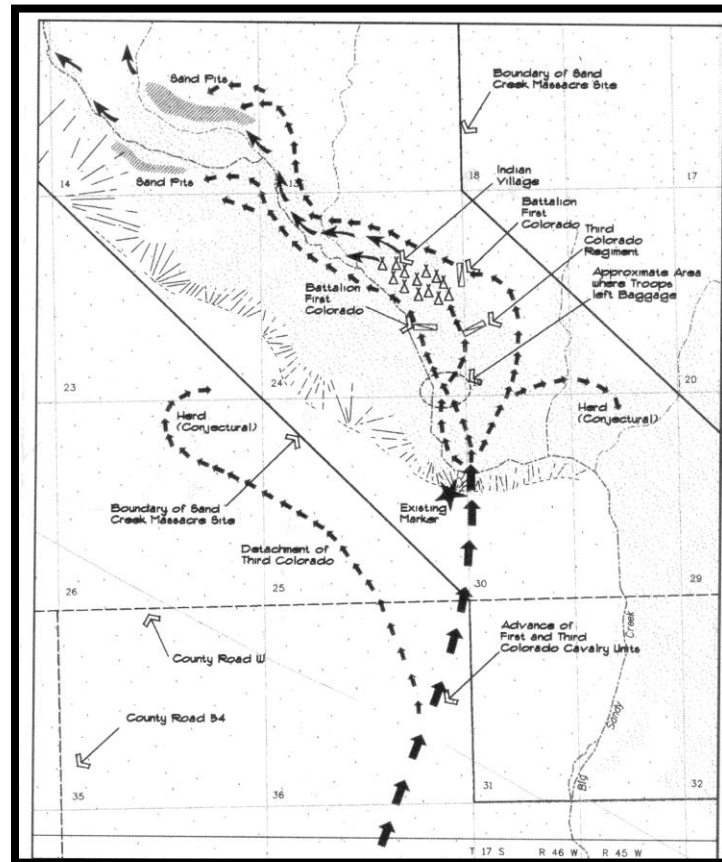 Sand Pits
Boundary of Sand
Creek Massacre Site
14
Sand Pits
13
18
17
Indian
Village
Battalion
First
Colorado
Third
Colorado
Regiment
Battalion
First
Colorado
Approximate Area
where Troops
left Baggage
23
24
20
Herd
(Conjectural)
Herd
(Conjectural)
Boundary of Sand
Creek Massacre Site
Existing
Marker
Detachment of
Third Colorado
26
25
30
29
County Road W
Advance of
First and Third
Colorado Cavalry Units
County Road 54
Big Sandy Creek
35
36
31
32
T 17 S R 46 W R 45 W